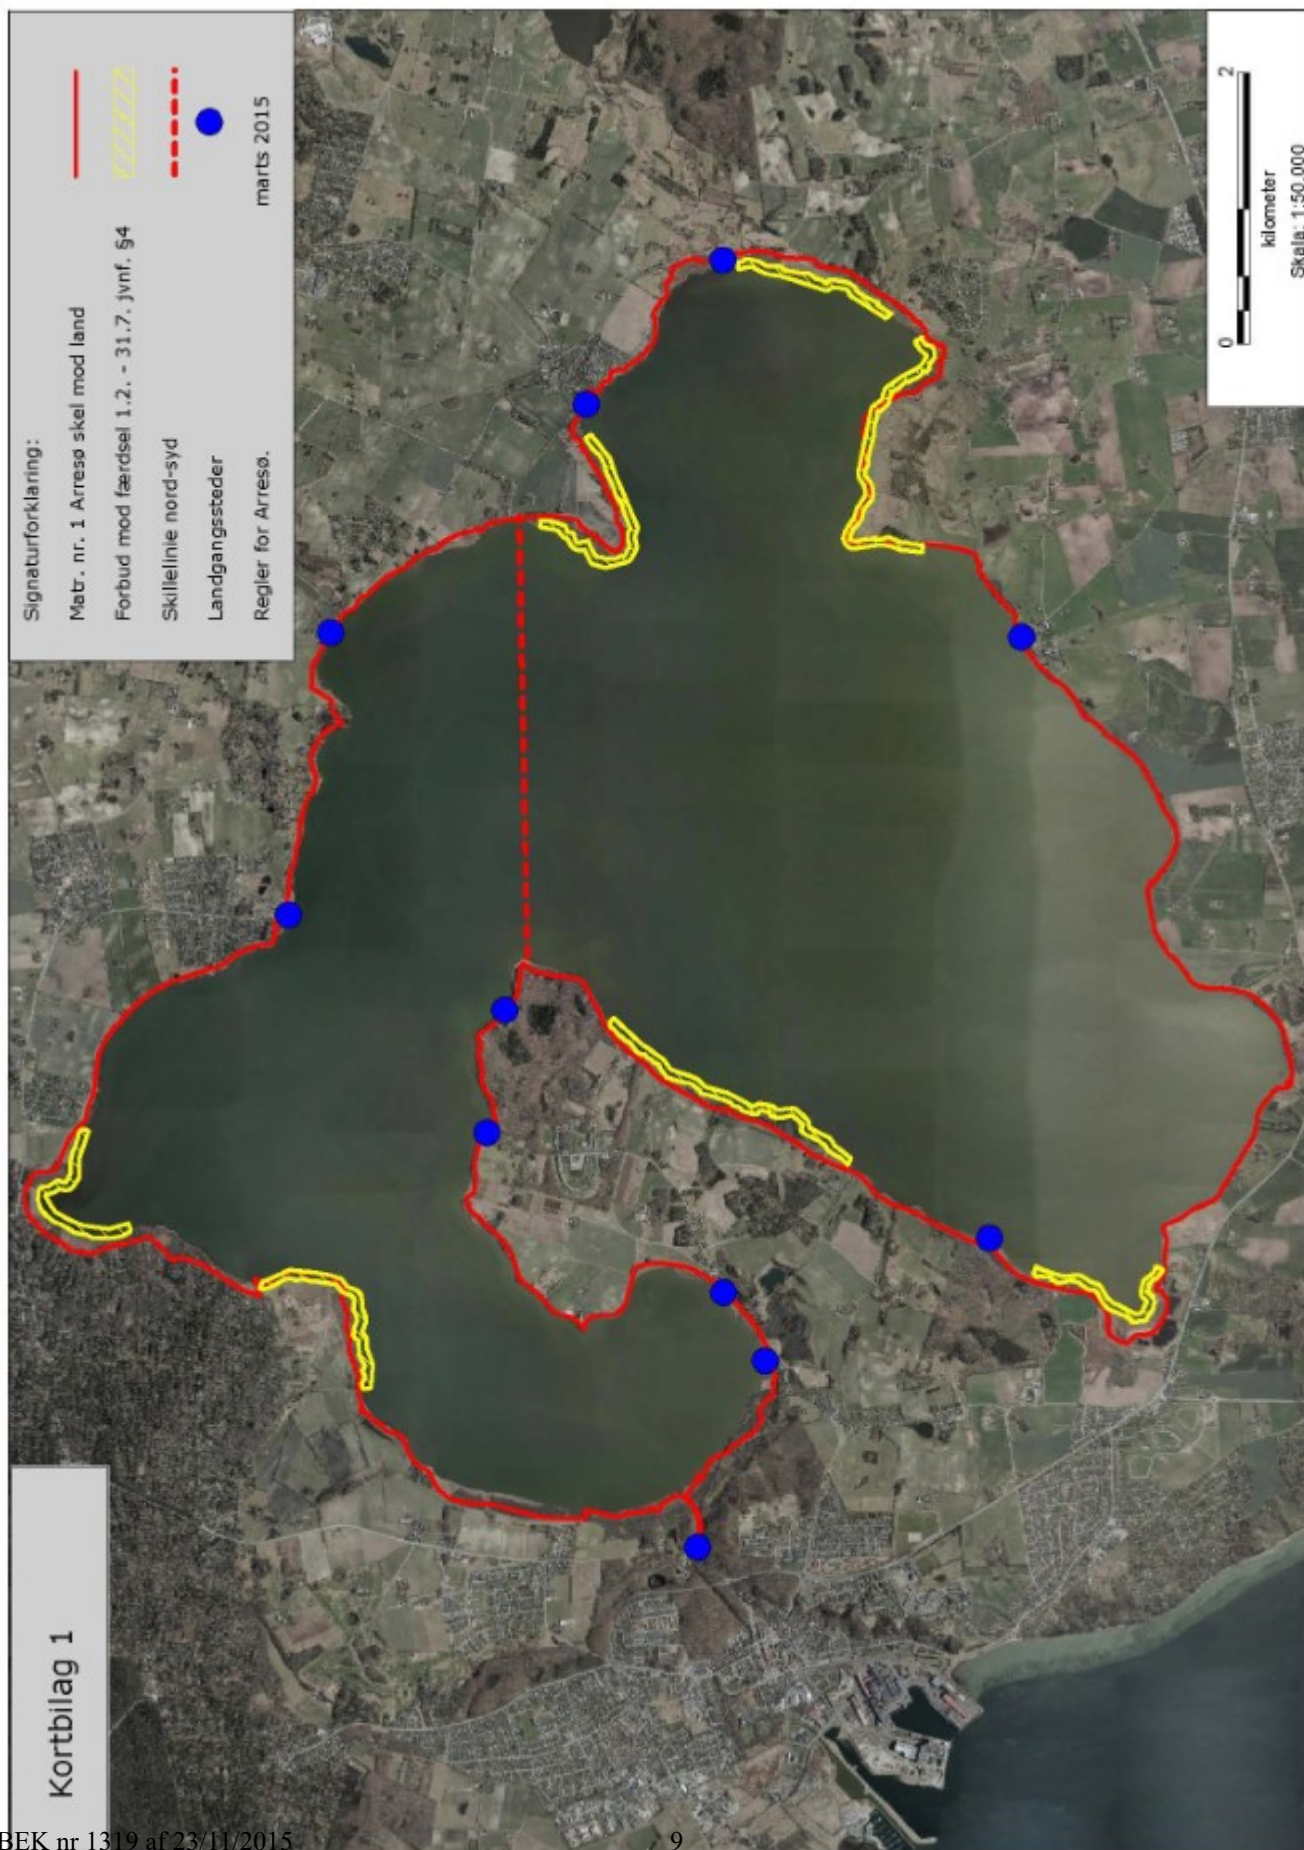 Kortbilag 1
Signaturforklaring:
Matr. nr. 1 Arresø skel mod land
Forbud mod færdsel 1.2. - 31.7. jvnf. §4
Skillelinie nord-syd
Landgangssteder
Regler for Arresø.
marts 2015
0 2
kilometer
Skala: 1:50.000
BEK nr 1319 af 23/11/2015
9